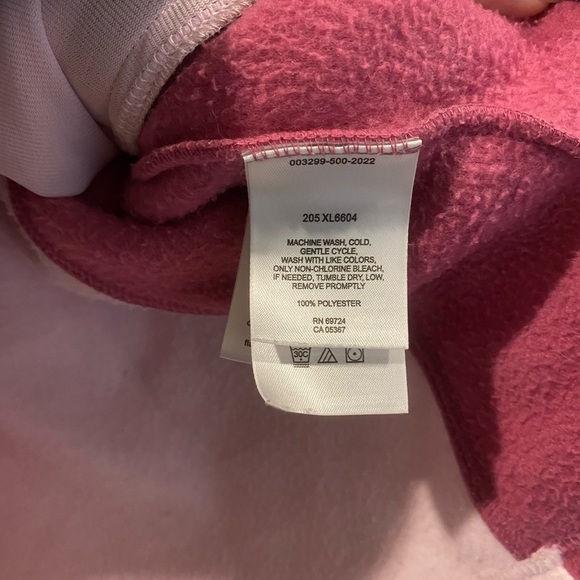 003299-500-2022
205 XL6604
MACHINE WASH, COLD,
GENTLE CYCLE,
WASH WITH LIKE COLORS,
ONLY NON-CHLORINE BLEACH,
IF NEEDED, TUMBLE DRY, LOW,
REMOVE PROMPTLY
100% POLYESTER
RN 69724
CA 05367
30C